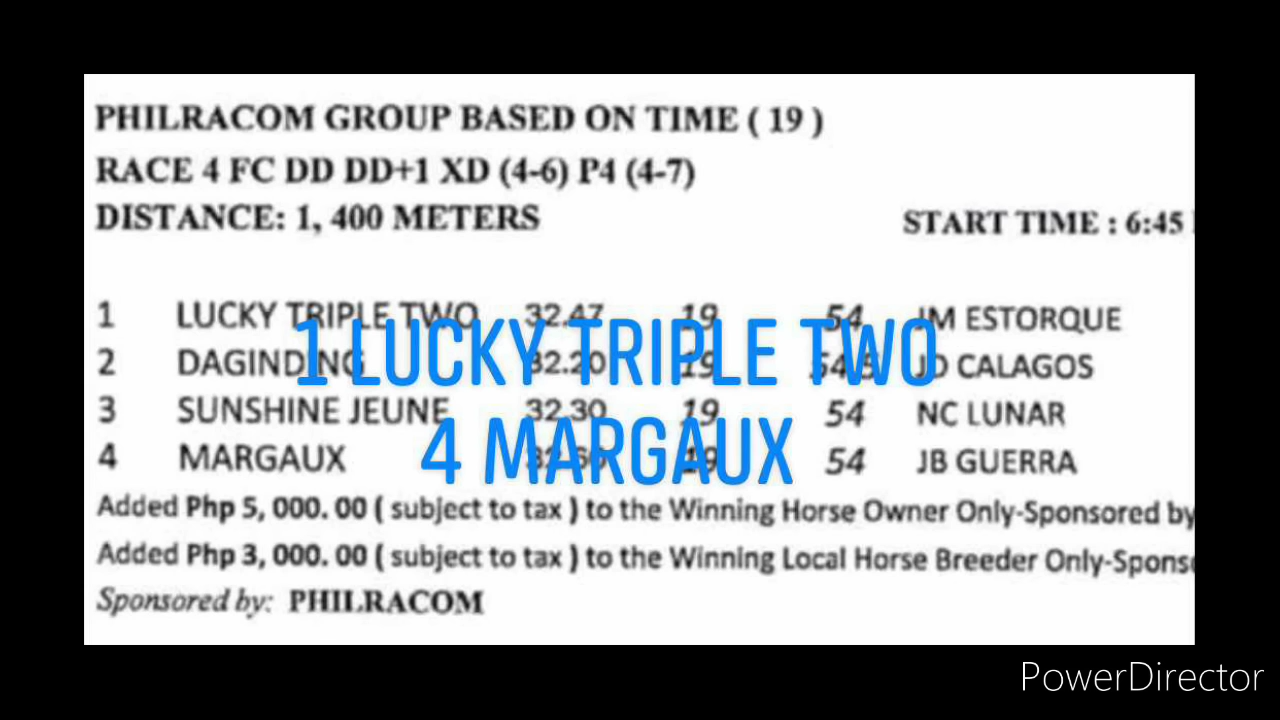 PHILRACOM GROUP BASED ON TIME ( 19 )
RACE 4 FC DD DD+1 XD (4-6) P4 (4-7)
DISTANCE: 1, 400 METERS START TIME : 6:45
1 LUCKY TRIPLE TWO 32.47 19 54 JM ESTORQUE
1 LUCKY TRIPLE TWO
2 DAGINDING 32.20 19 JD CALAGOS
3 SUNSHINE JEUNE 32.30 19 54 NC LUNAR
4 MARGAUX 19 54 JB GUERRA
4 MARGAUX
Added Php 5, 000. 00 ( subject to tax ) to the Winning Horse Owner Only-Sponsored by
Added Php 3, 000. 00 ( subject to tax ) to the Winning Local Horse Breeder Only-Spons
Sponsored by: PHILRACOM
PowerDirector